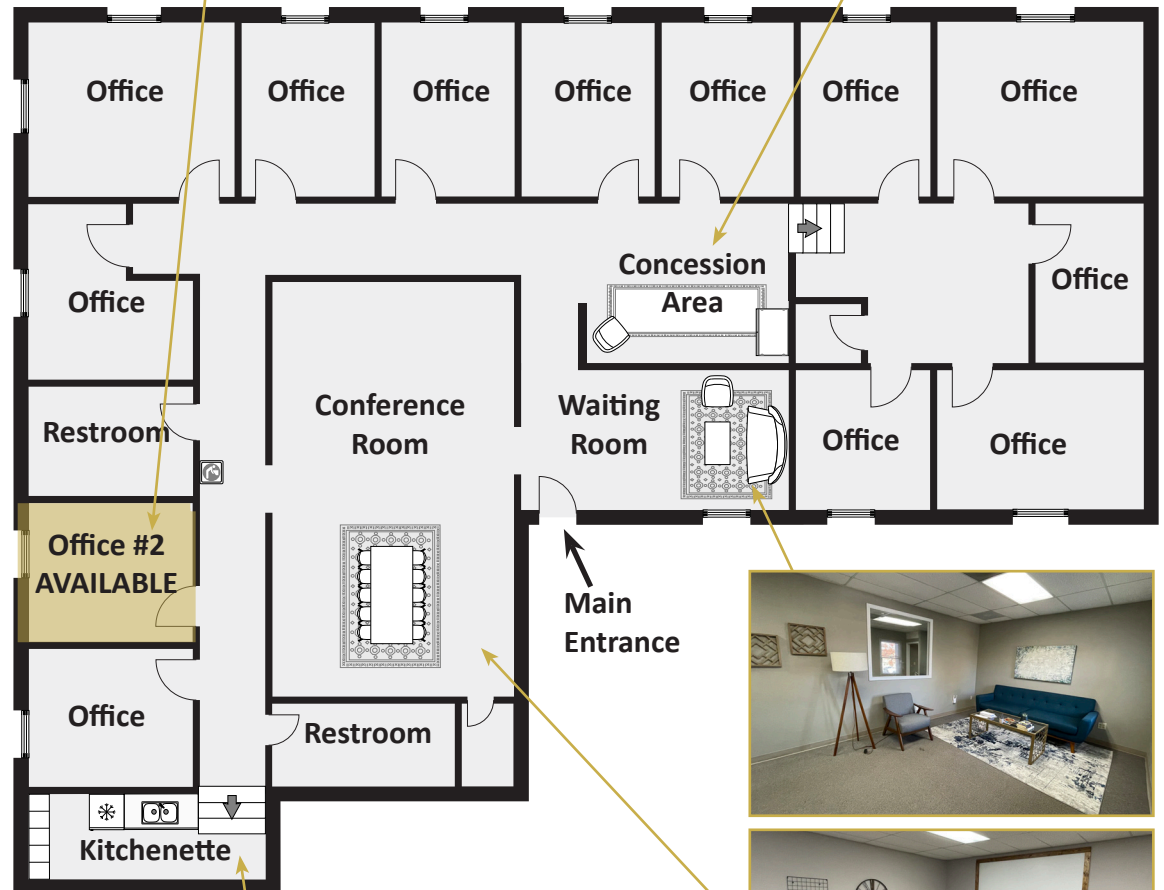 Office
Office
Office
Office
Office
Office
Office
Concession
Area
Office
Office
Conference
Room
Waiting
Room
Restroom
Office
Office
Office #2
AVAILABLE
Main
Entrance
Office
Restroom
Kitchenette